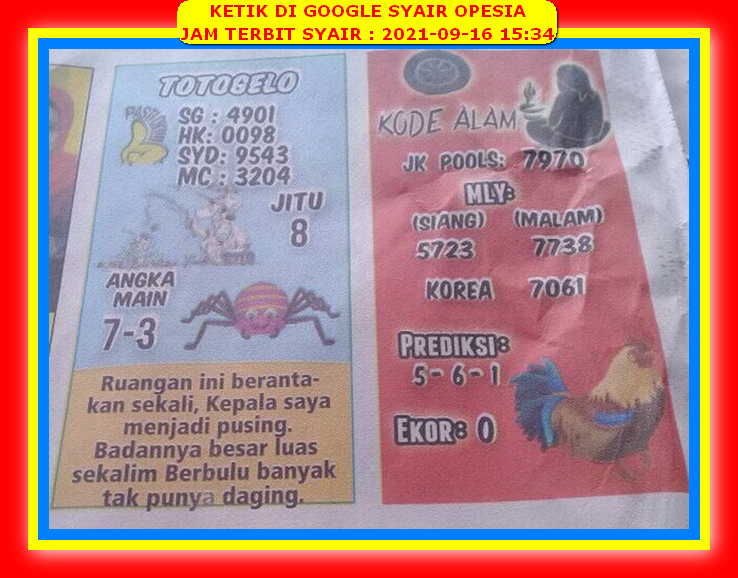 KETIK DI GOOGLE SYAIR OPESIA
JAM TERBIT SYAIR : 2021-09-16 15:34
TOTOGELO
SG : 4901
HK: 0098
SYD: 9543
MC : 3204
JITU
8
ANGKA
MAIN
7-3
Ruangan ini beranta-
kan sekali, Kepala saya
menjadi pusing.
Badannya besar luas
sekalim Berbulu banyak
tak punya daging.
KODE ALAM
JK POOLS: 7970
MLY:
(SIANG) (MALAM)
5723 7738
KOREA 7061
PREDIKSI:
5 - 6 - 1
EKOR: 0